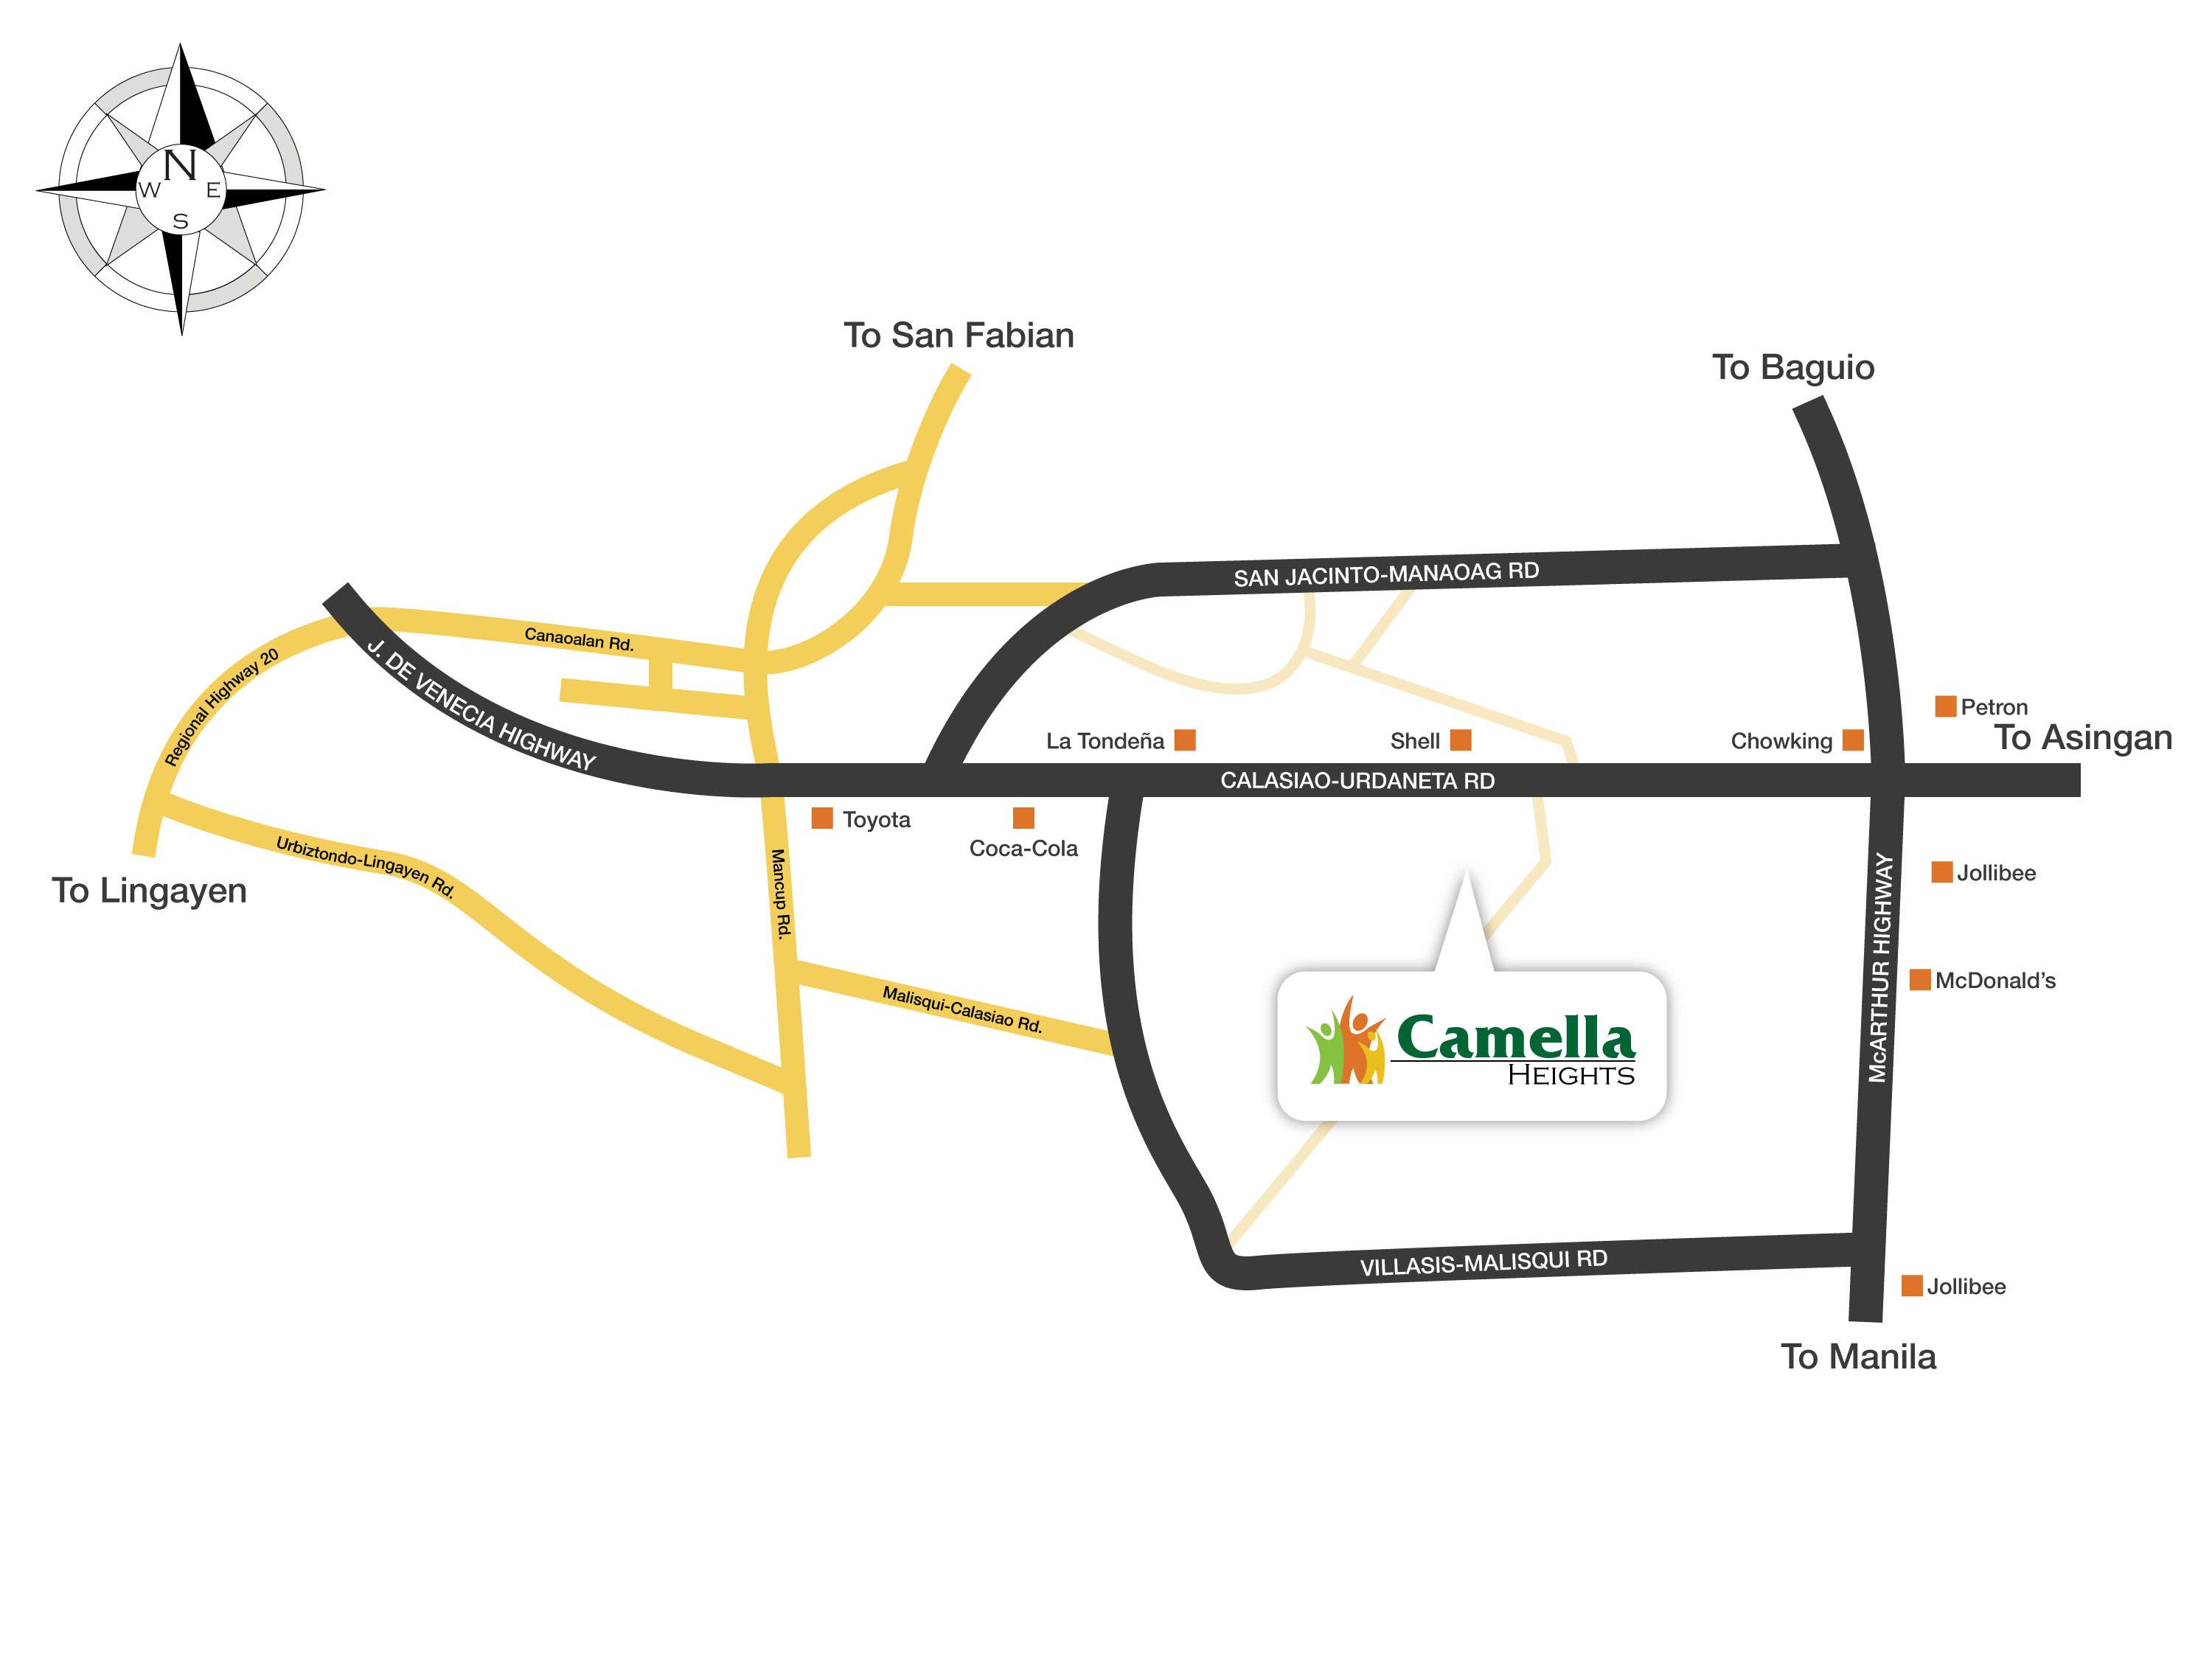 N
W
E
S
To San Fabian
To Baguio
SAN JACINTO-MANAOAG RD
Canaoalan Rd.
J. DE VENECIA HIGHWAY
Regional Highway 20
Petron
To Asingan
La Tondeña
Shell
Chowking
CALASIAO-URDANETA RD
Toyota
Coca-Cola
Urbiztondo-Lingayen Rd.
To Lingayen
Mancup Rd.
Jollibee
McARTHUR HIGHWAY
McDonald's
Malisqui-Calasiao Rd.
Camella
HEIGHTS
VILLASIS-MALISQUI RD
Jollibee
To Manila